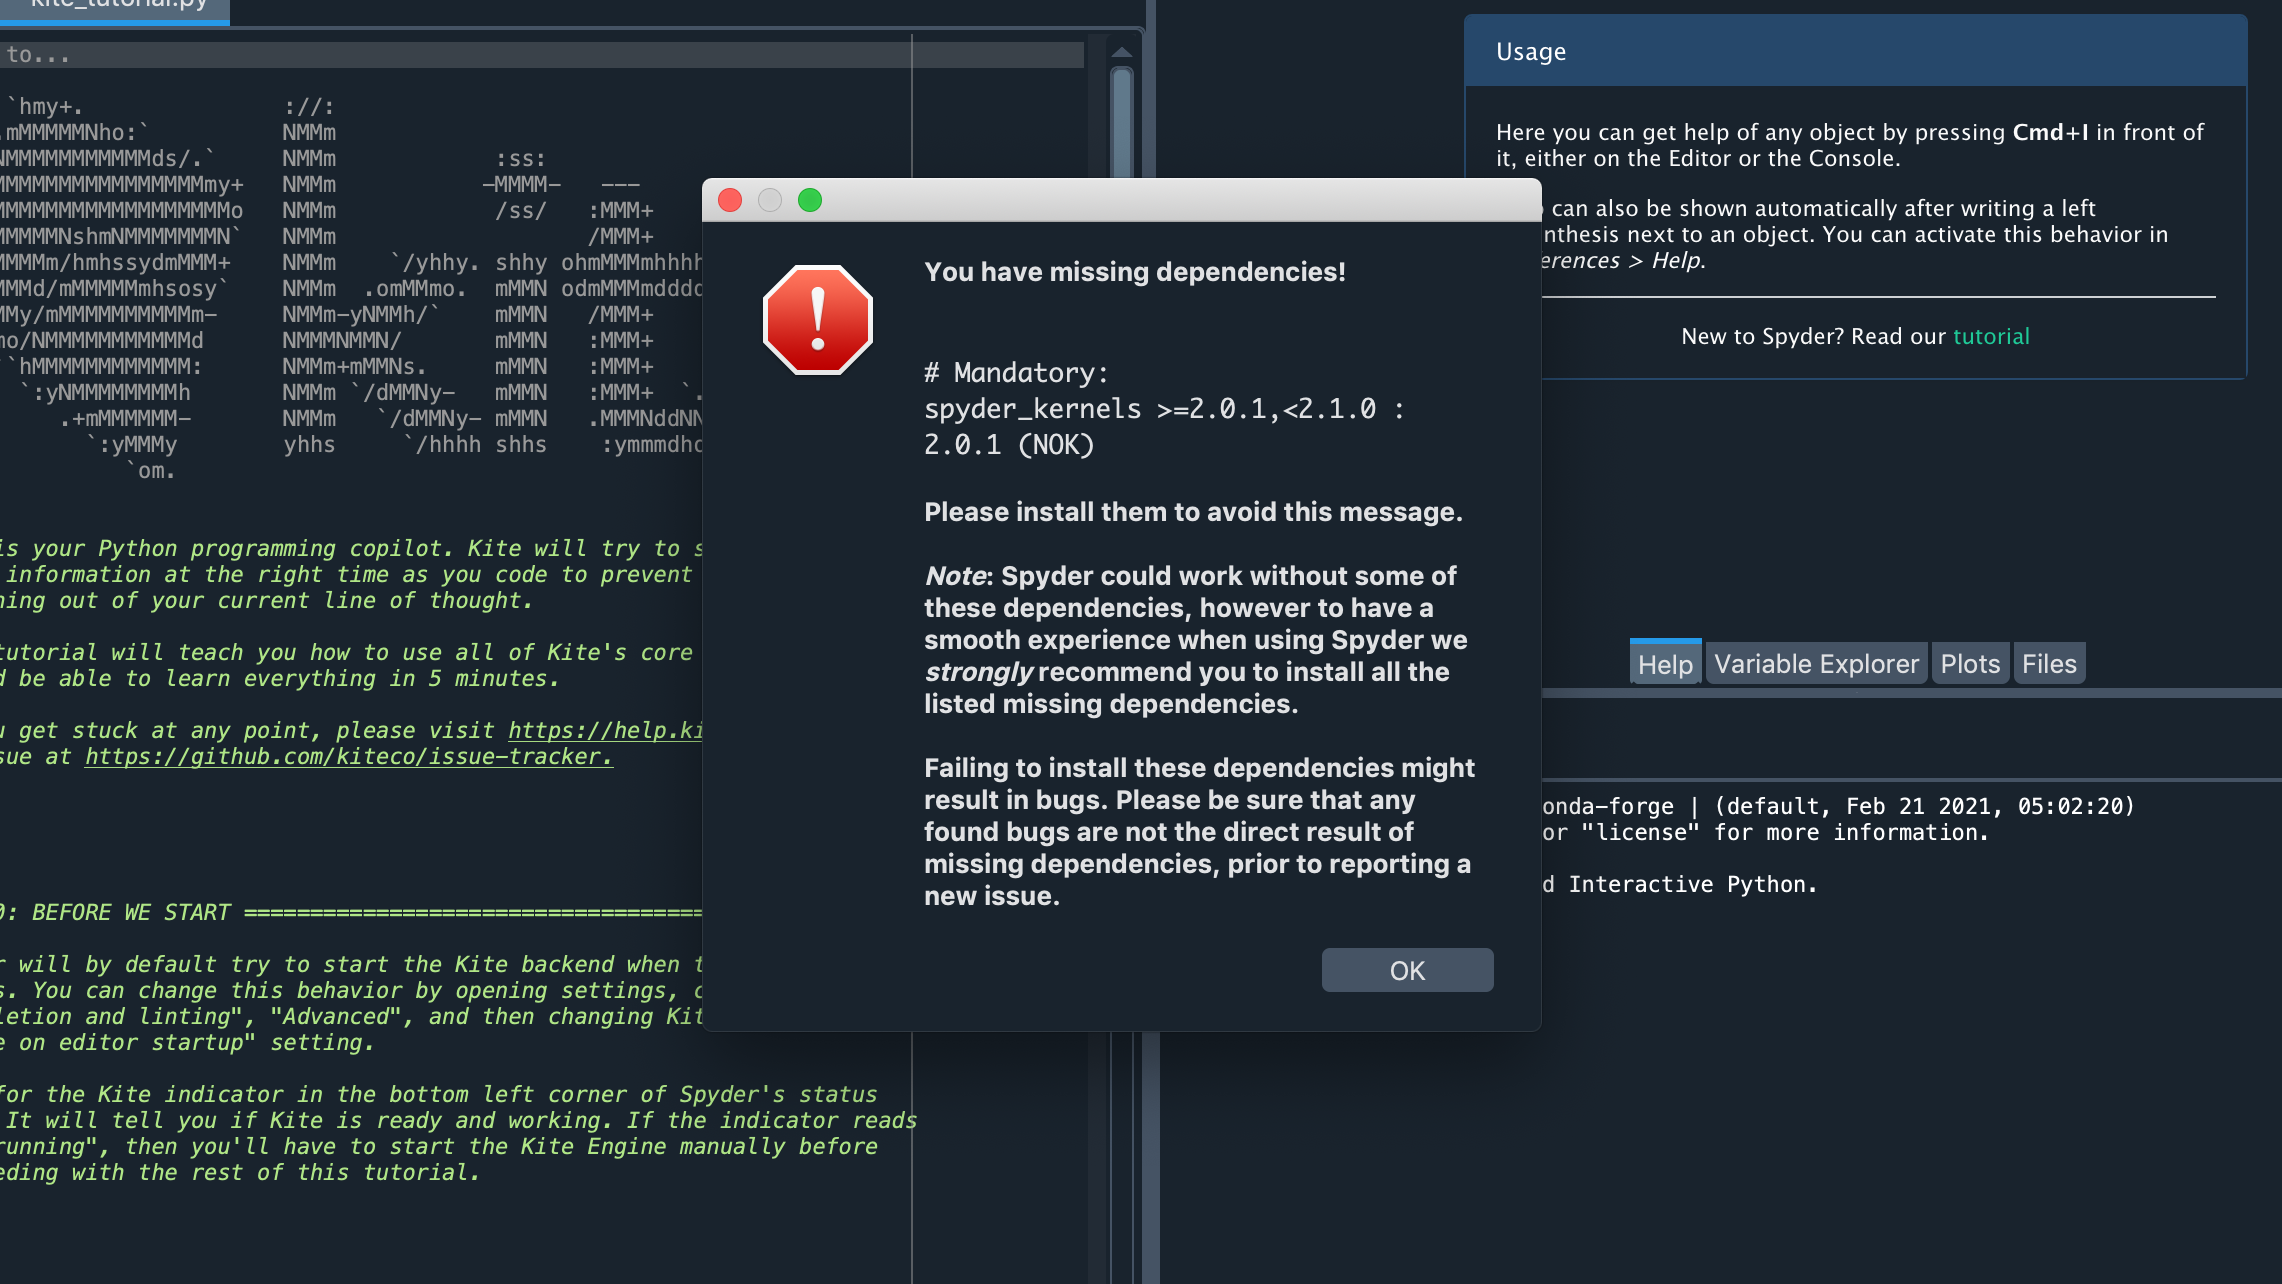 kite_tutorial.py
to...
`hmy+. ://:
.mMMMMMNho:` NMMm
NMMMMMMMMMMMds/.` NMMm :ss:
MMMMMMMMMMMMMMMMMmy+ NMMm -MMMM- ---
MMMMMMMMMMMMMMMMMMMo NMMm /ss/ :MMM+
MMMMMNshmNMMMMMMMN` NMMm /MMM+
MMMMm/hmhssydmMMM+ NMMm `/yhhy. shhy ohmMMMmhhhh
MMMd/mMMMMMmhsosy` NMMm .omMMmo. mMMN odmMMMmdddd
MMy/mMMMMMMMMMMm- NMMm-yNMMh/` mMMN /MMM+
mo/NMMMMMMMMMMMd NMMMNMMN/ mMMN :MMM+
`hMMMMMMMMMMMM: NMMm+mMMNs. mMMN :MMM+
`:yNMMMMMMMMh NMMm `/dMMNy- mMMN :MMM+ `.
.+mMMMMMM- NMMm `/dMMNy- mMMN .MMMNddNN
`:yMMMy yhhs `/hhhh shhs :ymmmdhc
`om.
is your Python programming copilot. Kite will try to s
information at the right time as you code to prevent
ning out of your current line of thought.
tutorial will teach you how to use all of Kite's core
d be able to learn everything in 5 minutes.
u get stuck at any point, please visit https://help.ki
sue at https://github.com/kiteco/issue-tracker.
0: BEFORE WE START ===================================
r will by default try to start the Kite backend when t
s. You can change this behavior by opening settings, c
letion and linting", "Advanced", and then changing Kit
e on editor startup" setting.
for the Kite indicator in the bottom left corner of Spyder's status
It will tell you if Kite is ready and working. If the indicator reads
running", then you'll have to start the Kite Engine manually before
eding with the rest of this tutorial.
You have missing dependencies!
# Mandatory:
spyder_kernels >=2.0.1,<2.1.0 :
2.0.1 (NOK)
Please install them to avoid this message.
Note: Spyder could work without some of
these dependencies, however to have a
smooth experience when using Spyder we
strongly recommend you to install all the
listed missing dependencies.
Failing to install these dependencies might
result in bugs. Please be sure that any
found bugs are not the direct result of
missing dependencies, prior to reporting a
new issue.
OK
Usage
Here you can get help of any object by pressing Cmd+I in front of
it, either on the Editor or the Console.
can also be shown automatically after writing a left
nthesis next to an object. You can activate this behavior in
erences > Help.
New to Spyder? Read our tutorial
Help Variable Explorer Plots Files
onda-forge | (default, Feb 21 2021, 05:02:20)
or "license" for more information.
d Interactive Python.